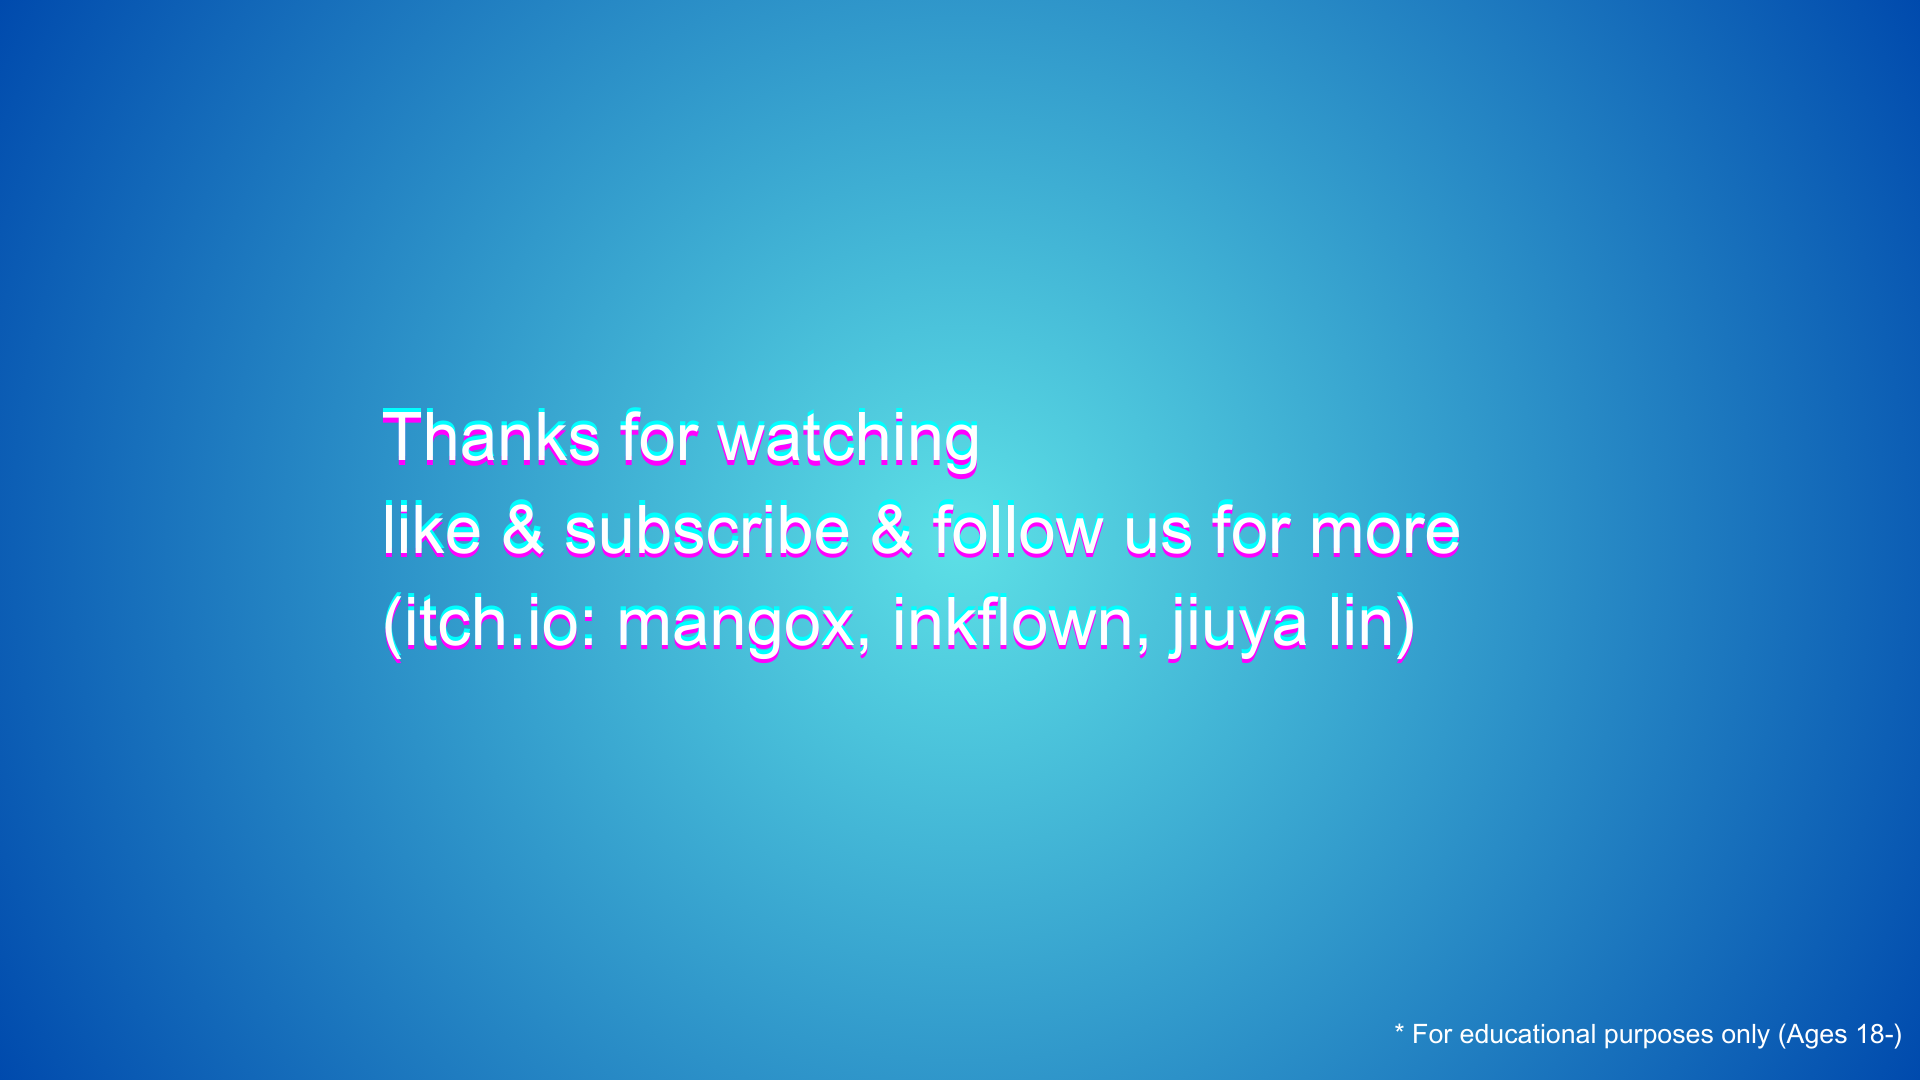 Thanks for watching
like & subscribe & follow us for more
(itch.io: mangox, inkflown, jiuya lin)
* For educational purposes only (Ages 18-)